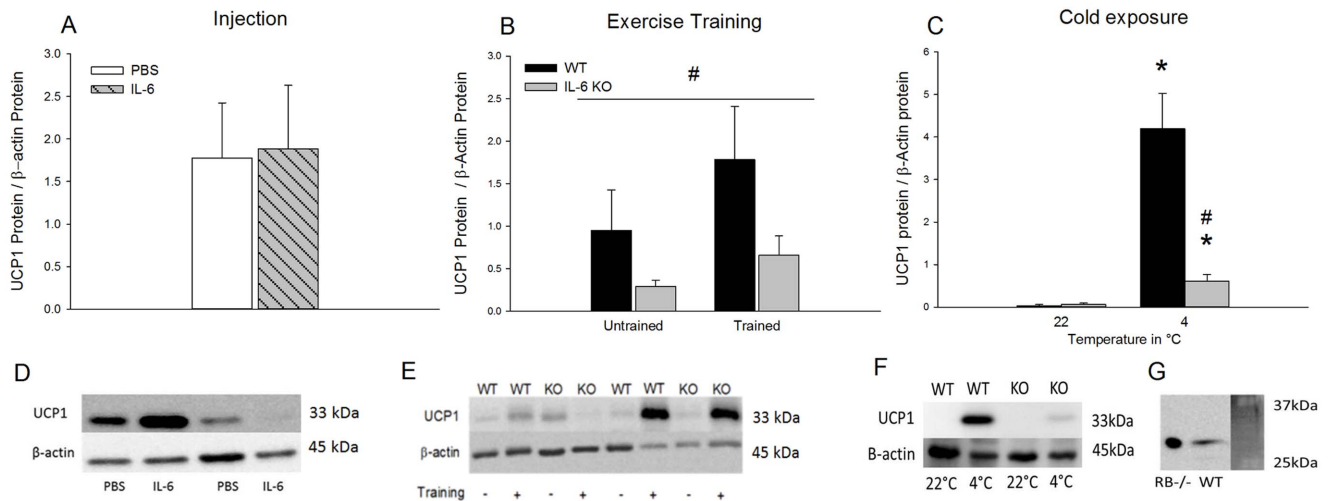 A
Injection
UCP1 Protein / β–actin Protein
3.0
2.5
2.0
1.5
1.0
0.5
0.0
PBS
IL-6
B
Exercise Training
UCP1 Protein / β-Actin Protein
3.0
2.5
2.0
1.5
1.0
0.5
0.0
WT
IL-6 KO
#
Untrained Trained
C
Cold exposure
UCP1 protein / β-Actin protein
6
5
4
3
2
1
0
*
#
*
22 4
Temperature in °C
D
UCP1 33 kDa
β-actin 45 kDa
PBS IL-6 PBS IL-6
E
WT WT KO KO WT WT KO KO
UCP1 33 kDa
β-actin 45 kDa
Training - + - + - + - +
F
WT WT KO KO
UCP1 33kDa
B-actin 45kDa
22°C 4°C 22°C 4°C
G
37kDa
25kDa
RB-/- WT